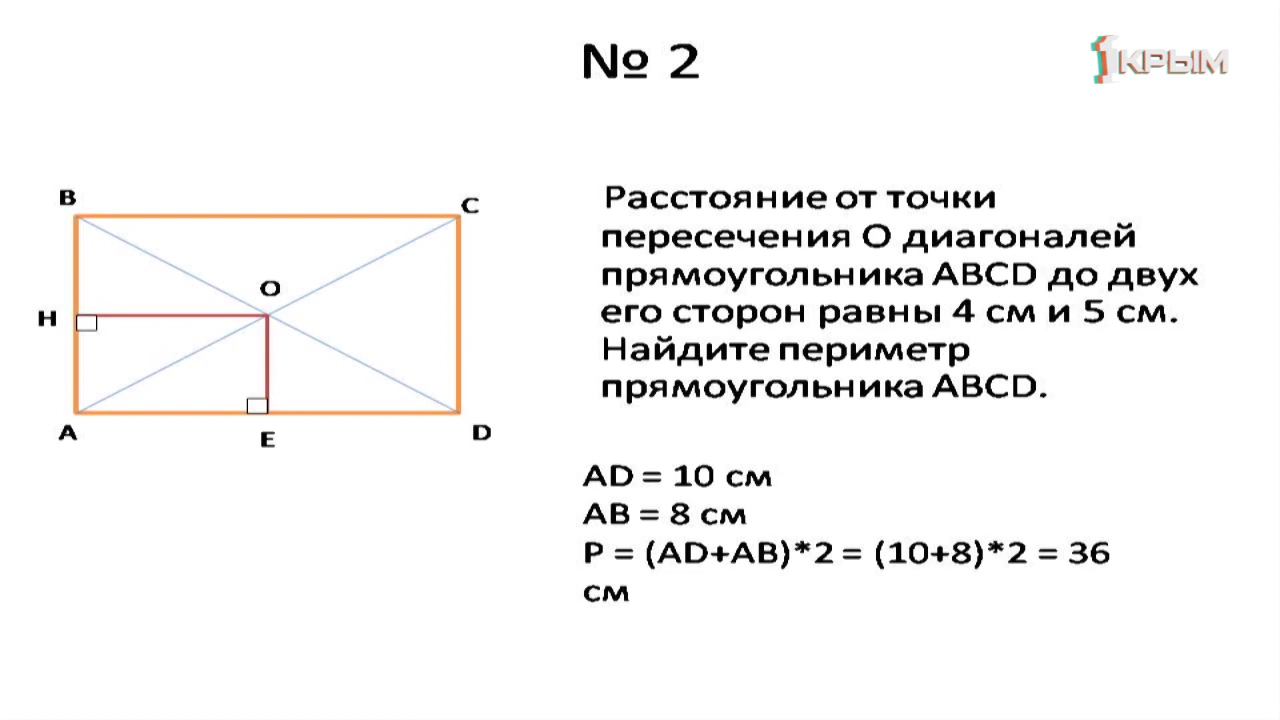 № 2
1КРЫМ
B
C
O
H
A
E
D
Расстояние от точки
пересечения О диагоналей
прямоугольника ABCD до двух
его сторон равны 4 см и 5 см.
Найдите периметр
прямоугольника ABCD.
AD = 10 см
AB = 8 см
P = (AD+AB)*2 = (10+8)*2 = 36
см